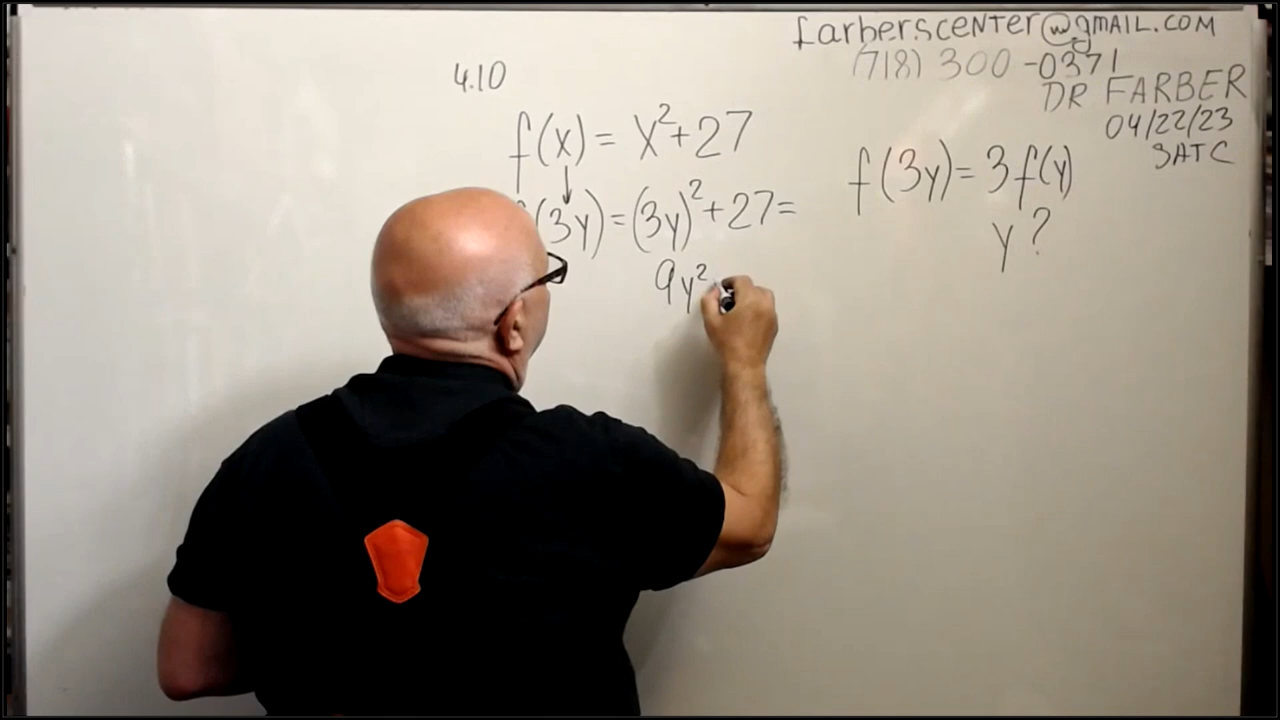 farberscenter@gmail.com
(718) 300-0371
DR FARBER
04/22/23
SATC
4.10
f(x) = x²+27
(3y)=(3y)²+27=
9y²
f(3y)=3f(y)
y?